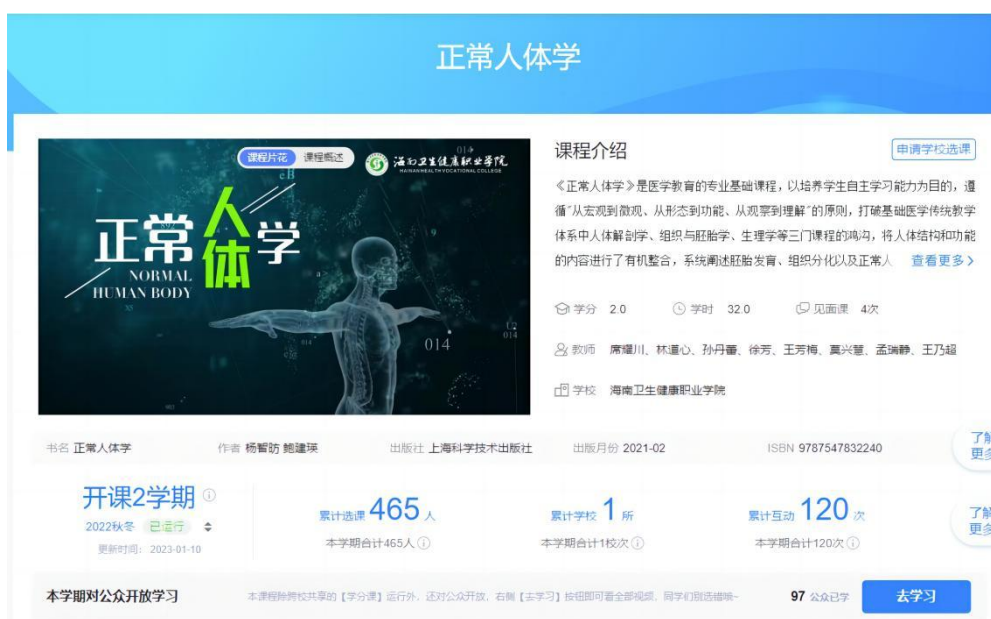 正常人体学
课程片花 课程概述
海南卫生健康职业学院
HAINAN HEALTH VOCATIONAL COLLEGE
正常人体学
NORMAL
HUMAN BODY
014
014
014
课程介绍
申请学校选课
《正常人体学》是医学教育的专业基础课程，以培养学生自主学习能力为目的，遵
循“从宏观到微观、从形态到功能、从观察到理解”的原则，打破基础医学传统教学
体系中人体解剖学、组织与胚胎学、生理学等三门课程的鸿沟，将人体结构和功能
的内容进行了有机整合，系统阐述胚胎发育、组织分化以及正常人 查看更多>
学分 2.0 学时 32.0 见面课 4次
教师 席耀川、林道心、孙丹蕾、徐芳、王芳梅、莫兴慧、孟瑞静、王乃超
学校 海南卫生健康职业学院
书名 正常人体学 作者 杨智昉 鲍建瑛 出版社 上海科学技术出版社 出版月份 2021-02 ISBN 9787547832240
了解
更多
开课2学期
2022秋冬 已运行
更新时间：2023-01-10
累计选课 465 人
本学期合计465人
累计学校 1 所
本学期合计1校次
累计互动 120 次
本学期合计120次
了解
更多
本学期对公众开放学习 本课程除跨校共享的【学分课】运行外，还对公众开放，右侧【去学习】按钮即可看全部视频，同学们别选错哦~ 97 公众已学 去学习